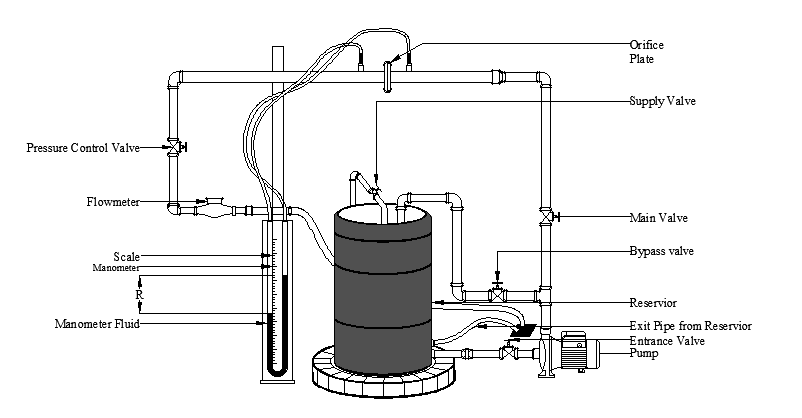 Orifice
Plate
Supply Valve
Pressure Control Valve
Flowmeter
Main Valve
Bypass valve
Scale
Manometer
R
Reservior
Manometer Fluid
Exit Pipe from Reservior
Entrance Valve
Pump